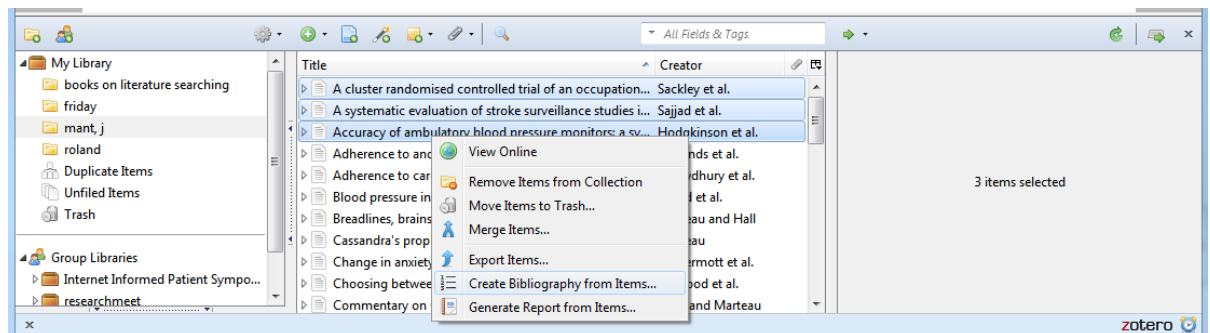 All Fields & Tags
My Library
books on literature searching
friday
mant, j
roland
Duplicate Items
Unfiled Items
Trash
Group Libraries
Internet Informed Patient Sympo...
researchmeet
Title Creator
A cluster randomised controlled trial of an occupation... Sackley et al.
A systematic evaluation of stroke surveillance studies i... Sajjad et al.
Accuracy of ambulatory blood pressure monitors: a sy... Hodgkinson et al.
Adherence to and et al.
Adherence to car et al.
Blood pressure in et al.
Breadlines, brains and Hall
Cassandra's prop
Change in anxiety et al.
Choosing betwee et al.
Commentary on and Marteau
View Online
Remove Items from Collection
Move Items to Trash...
Merge Items...
Export Items...
Create Bibliography from Items...
Generate Report from Items...
3 items selected
zotero